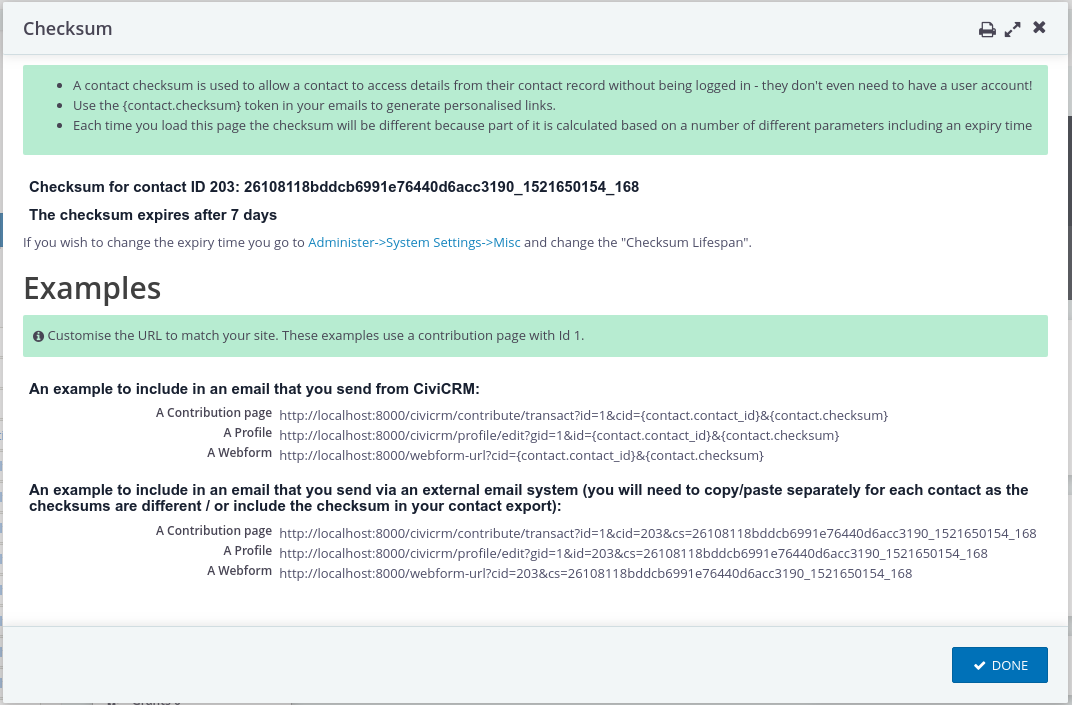 Checksum
A contact checksum is used to allow a contact to access details from their contact record without being logged in - they don't even need to have a user account!
Use the {contact.checksum} token in your emails to generate personalised links.
Each time you load this page the checksum will be different because part of it is calculated based on a number of different parameters including an expiry time
Checksum for contact ID 203: 26108118bddcb6991e76440d6acc3190_1521650154_168
The checksum expires after 7 days
If you wish to change the expiry time you go to Administer->System Settings->Misc and change the "Checksum Lifespan".
Examples
Customise the URL to match your site. These examples use a contribution page with Id 1.
An example to include in an email that you send from CiviCRM:
A Contribution page http://localhost:8000/civicrm/contribute/transact?id=1&cid={contact.contact_id}&{contact.checksum}
A Profile http://localhost:8000/civicrm/profile/edit?gid=1&id={contact.contact_id}&{contact.checksum}
A Webform http://localhost:8000/webform-url?cid={contact.contact_id}&{contact.checksum}
An example to include in an email that you send via an external email system (you will need to copy/paste separately for each contact as the
checksums are different / or include the checksum in your contact export):
A Contribution page http://localhost:8000/civicrm/contribute/transact?id=1&cid=203&cs=26108118bddcb6991e76440d6acc3190_1521650154_168
A Profile http://localhost:8000/civicrm/profile/edit?gid=1&id=203&cs=26108118bddcb6991e76440d6acc3190_1521650154_168
A Webform http://localhost:8000/webform-url?cid=203&cs=26108118bddcb6991e76440d6acc3190_1521650154_168
DONE